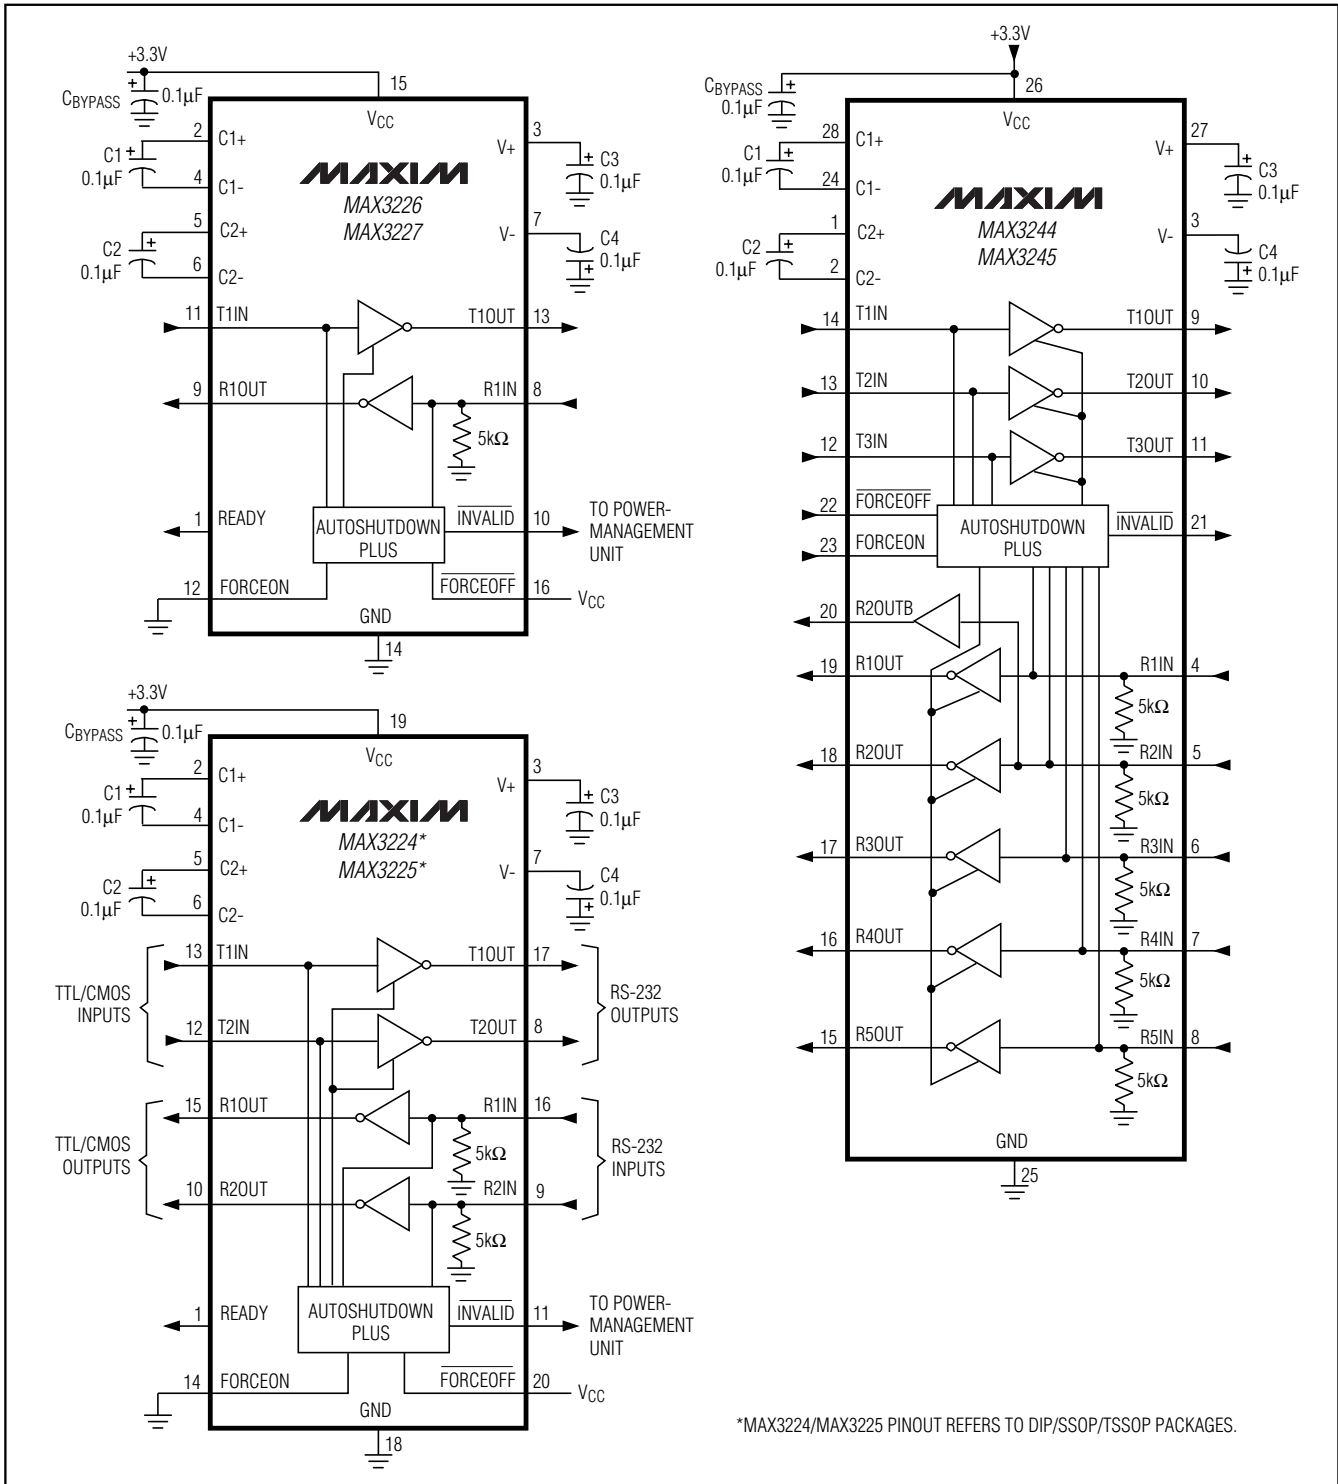 +3.3V
CBYPASS
0.1µF
15
VCC
2
C1+
C1
0.1µF
4
C1-
5
C2+
C2
0.1µF
6
C2-
MAXIM
MAX3226
MAX3227
3
V+
C3
0.1µF
7
V-
C4
0.1µF
11
T1IN
T1OUT
13
9
R1OUT
R1IN
8
5kΩ
1
READY
AUTOSHUTDOWN
PLUS
INVALID
10
TO POWER-
MANAGEMENT
UNIT
12
FORCEON
FORCEOFF
16
VCC
GND
14
+3.3V
CBYPASS
0.1µF
19
VCC
2
C1+
C1
0.1µF
4
C1-
5
C2+
C2
0.1µF
6
C2-
MAXIM
MAX3224*
MAX3225*
3
V+
C3
0.1µF
7
V-
C4
0.1µF
TTL/CMOS
INPUTS
13
T1IN
T1OUT
17
12
T2IN
T2OUT
8
RS-232
OUTPUTS
TTL/CMOS
OUTPUTS
15
R1OUT
R1IN
16
5kΩ
10
R2OUT
R2IN
9
5kΩ
RS-232
INPUTS
1
READY
AUTOSHUTDOWN
PLUS
INVALID
11
TO POWER-
MANAGEMENT
UNIT
14
FORCEON
FORCEOFF
20
VCC
GND
18
+3.3V
CBYPASS
0.1µF
26
VCC
28
C1+
C1
0.1µF
24
C1-
1
C2+
C2
0.1µF
2
C2-
MAXIM
MAX3244
MAX3245
27
V+
C3
0.1µF
3
V-
C4
0.1µF
14
T1IN
T1OUT
9
13
T2IN
T2OUT
10
12
T3IN
T3OUT
11
22
FORCEOFF
23
FORCEON
AUTOSHUTDOWN
PLUS
INVALID
21
20
R2OUTB
19
R1OUT
R1IN
4
5kΩ
18
R2OUT
R2IN
5
5kΩ
17
R3OUT
R3IN
6
5kΩ
16
R4OUT
R4IN
7
5kΩ
15
R5OUT
R5IN
8
5kΩ
GND
25
*MAX3224/MAX3225 PINOUT REFERS TO DIP/SSOP/TSSOP PACKAGES.